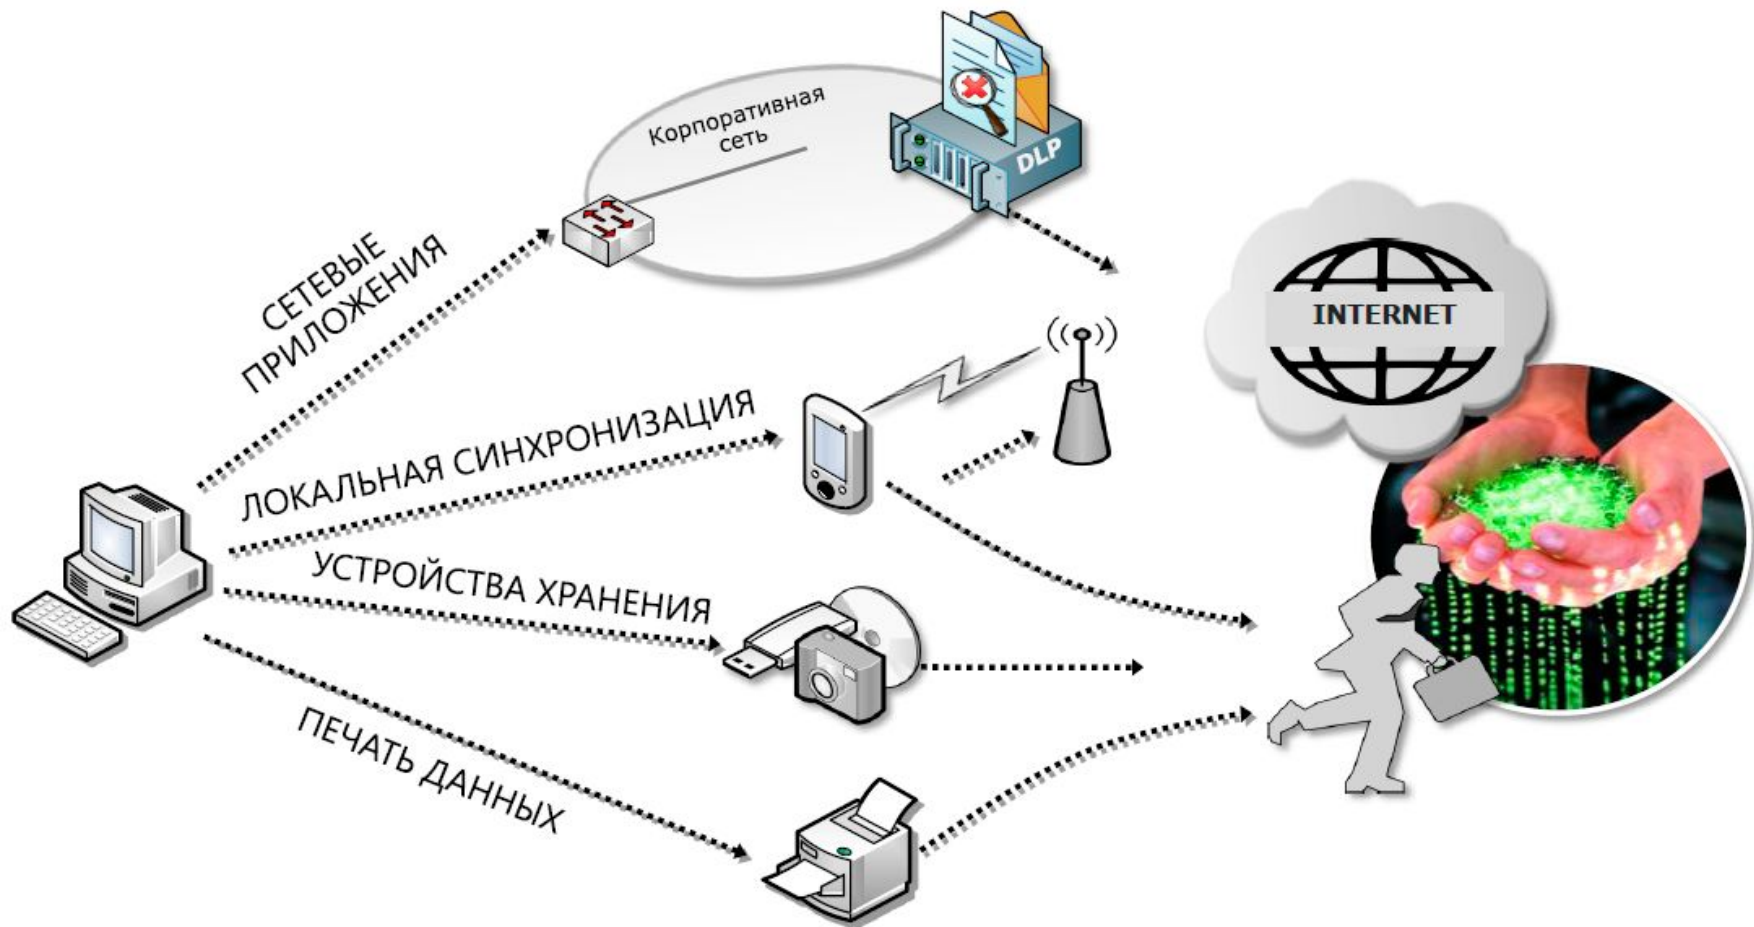 Корпоративная
сеть
DLP
СЕТЕВЫЕ
ПРИЛОЖЕНИЯ
INTERNET
ЛОКАЛЬНАЯ СИНХРОНИЗАЦИЯ
УСТРОЙСТВА ХРАНЕНИЯ
ПЕЧАТЬ ДАННЫХ